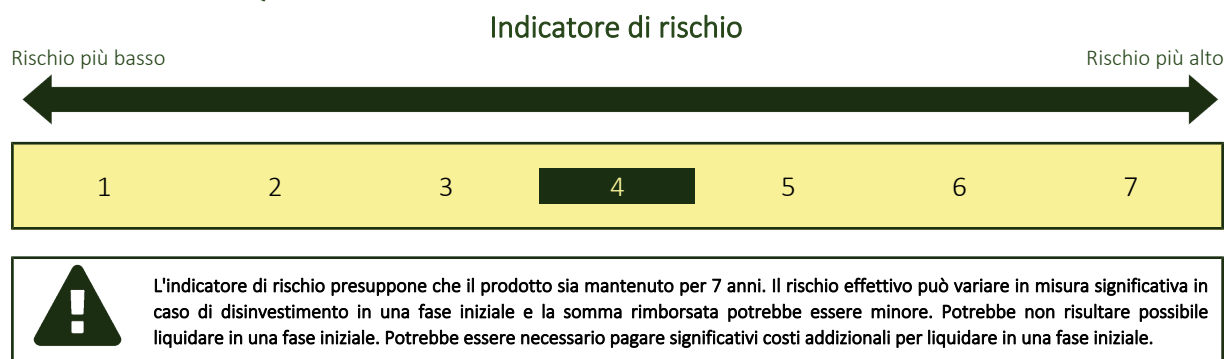 Indicatore di rischio
Rischio più basso
Rischio più alto
1 2 3 4 5 6 7
L'indicatore di rischio presuppone che il prodotto sia mantenuto per 7 anni. Il rischio effettivo può variare in misura significativa in
caso di disinvestimento in una fase iniziale e la somma rimborsata potrebbe essere minore. Potrebbe non risultare possibile
liquidare in una fase iniziale. Potrebbe essere necessario pagare significativi costi addizionali per liquidare in una fase iniziale.